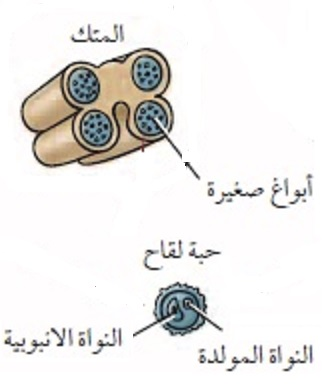 المتك
أبواغ صغيرة
حبة لقاح
النواة الانبوبية
النواة المولدة